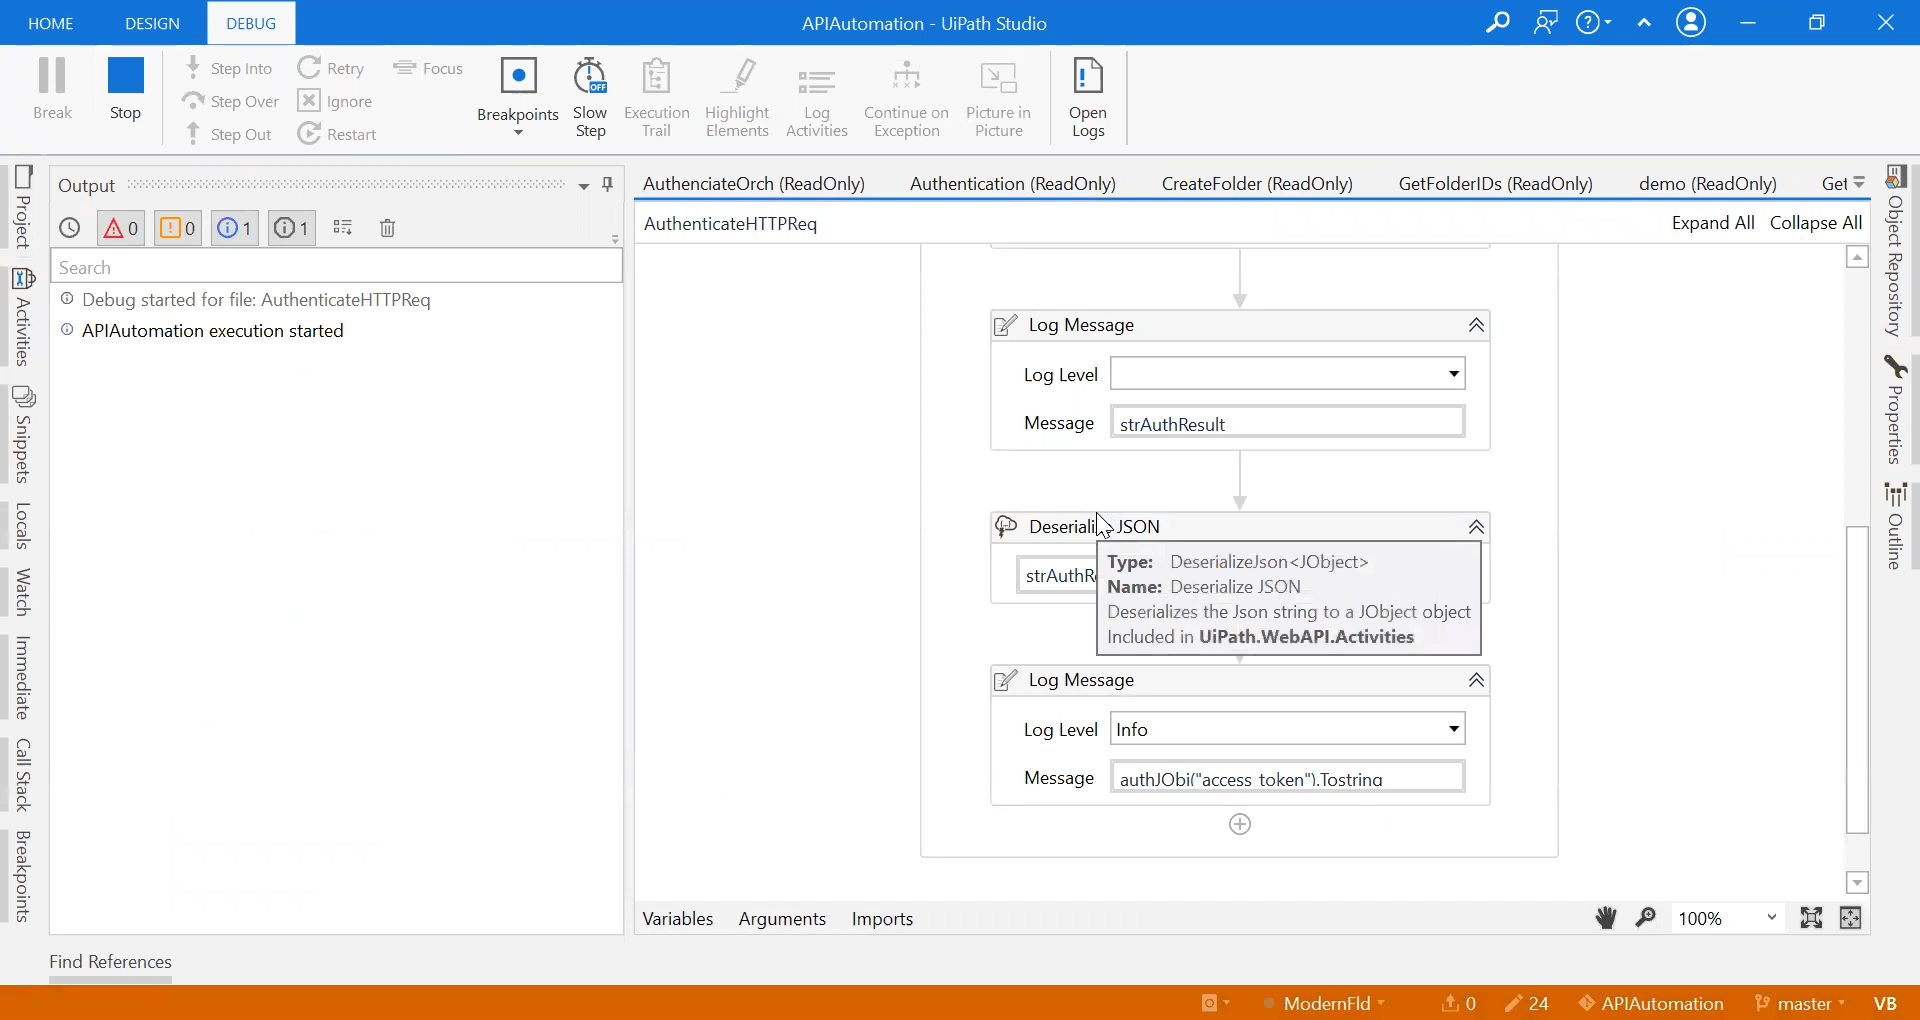 HOME DESIGN DEBUG APIAutomation - UiPath Studio
Break
Stop
Step Into
Step Over
Step Out
Retry
Ignore
Restart
Focus
Breakpoints
Slow
Step
Execution
Trail
Highlight
Elements
Log
Activities
Continue on
Exception
Picture in
Picture
Open
Logs
Project
Activities
Snippets
Locals
Watch
Immediate
Call Stack
Breakpoints
Output
0 0 1 1
Search
Debug started for file: AuthenticateHTTPReq
APIAutomation execution started
AuthenciateOrch (ReadOnly) Authentication (ReadOnly) CreateFolder (ReadOnly) GetFolderIDs (ReadOnly) demo (ReadOnly) Get
AuthenticateHTTPReq Expand All Collapse All
Log Message
Log Level
Message strAuthResult
Deseriali JSON
strAuthR
Type: DeserializeJson<JObject>
Name: Deserialize JSON
Deserializes the Json string to a JObject object
Included in UiPath.WebAPI.Activities
Log Message
Log Level Info
Message authJObj("access_token").Tostring
Variables Arguments Imports 100%
Object Repository
Properties
Outline
Find References
ModernFld 0 24 APIAutomation master VB